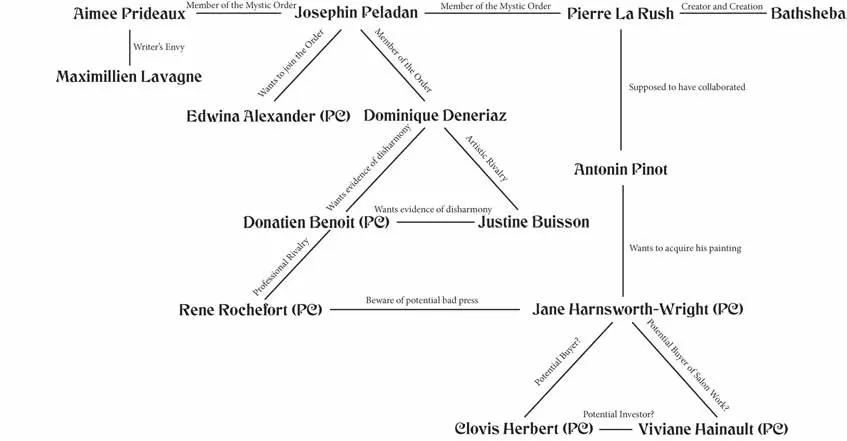 Aimee Prideaux
Member of the Mystic Order
Josephin Peladan
Member of the Mystic Order
Pierre La Rush
Creator and Creation
Bathsheba
Writer's Envy
Maximillien Lavagne
Wants to join the Order
Member of the Order
Supposed to have collaborated
Edwina Alexander (PC)
Dominique Deneriaz
Wants evidence of disharmony
Artistic Rivalry
Antonin Pinot
Donatien Benoit (PC)
Wants evidence of disharmony
Justine Buisson
Professional Rivalry
Wants to acquire his painting
Rene Rochefort (PC)
Beware of potential bad press
Jane Harnsworth-Wright (PC)
Potential Buyer?
Potential Buyer of Salon Work?
Clovis Herbert (PC)
Potential Investor?
Viviane Hainault (PC)